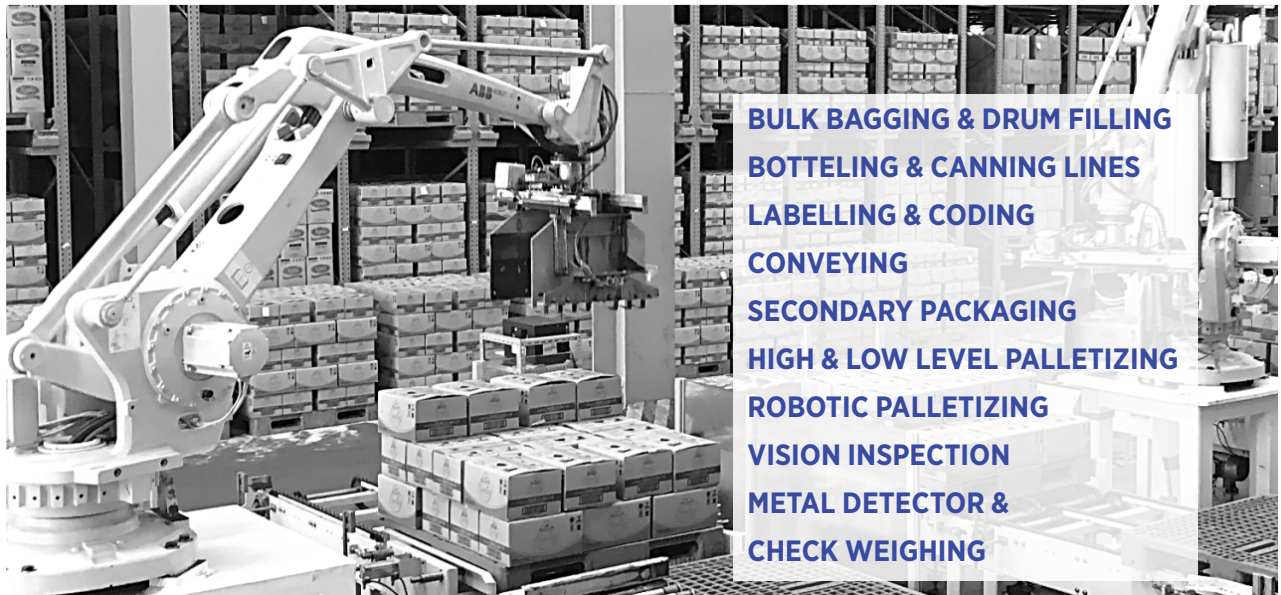 ABB
BULK BAGGING & DRUM FILLING
BOTTELING & CANNING LINES
LABELLING & CODING
CONVEYING
SECONDARY PACKAGING
HIGH & LOW LEVEL PALLETIZING
ROBOTIC PALLETIZING
VISION INSPECTION
METAL DETECTOR &
CHECK WEIGHING